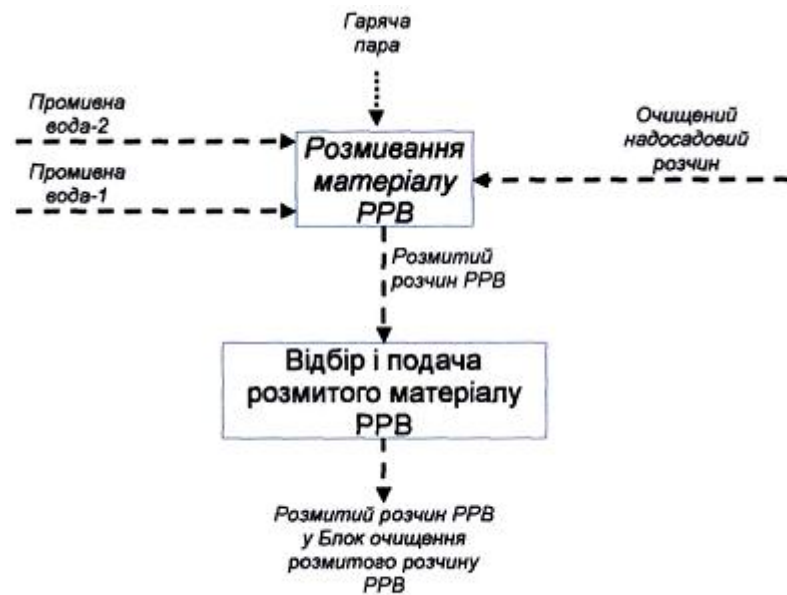 Гаряча
пара
Промивна
вода-2
Очищений
надосадовий
розчин
Розмивання
матеріалу
РРВ
Промивна
вода-1
Розмитий
розчин РРВ
Відбір і подача
розмитого матеріалу
РРВ
Розмитий розчин РРВ
у Блок очищення
розмитого розчину
РРВ